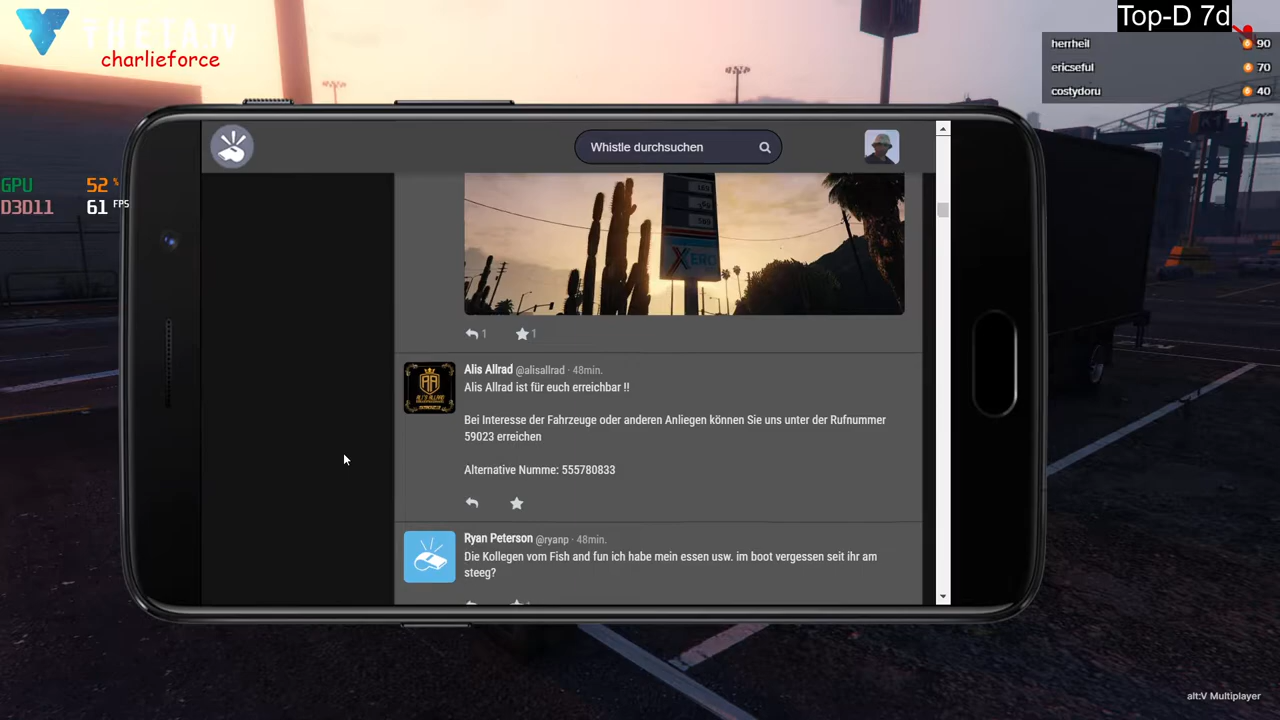 THETA.TV
charlieforce
Top-D 7d
herrheil 90
ericseful 70
costydoru 40
GPU 52 %
D3D11 61 FPS
Whistle durchsuchen
XERO
1 1
Alis Allrad @alisallrad · 48min.
Alis Allrad ist für euch erreichbar !!
Bei Interesse der Fahrzeuge oder anderen Anliegen können Sie uns unter der Rufnummer
59023 erreichen
Alternative Numme: 555780833
Ryan Peterson @ryanp · 48min.
Die Kollegen vom Fish and fun ich habe mein essen usw. im boot vergessen seit ihr am
steeg?
alt:V Multiplayer